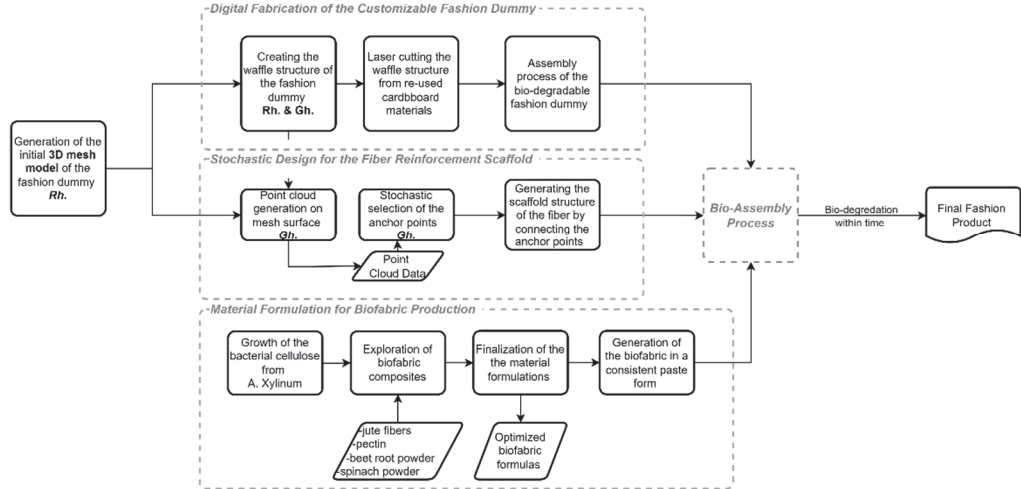 Digital Fabrication of the Customizable Fashion Dummy
Creating the
waffle structure of
the fashion
dummy
Rh. & Gh.
Laser cutting the
waffle structure
from re-used
cardbboard
materials
Assembly
process of the
bio-degradable
fashion dummy
Generation of the
initial 3D mesh
model of the
fashion dummy
Rh.
Stochastic Design for the Fiber Reinforcement Scaffold
Point cloud
generation on
mesh surface
Gh.
Stochastic
selection of the
anchor points
Gh.
Generating the
scaffold structure
of the fiber by
connecting the
anchor points
Point
Cloud Data
Bio-Assembly
Process
Bio-degredation
within time
Final Fashion
Product
Material Formulation for Biofabric Production
Growth of the
bacterial cellulose
from
A. Xylinum
Exploration of
biofabric
composites
Finalization of the
the material
formulations
Generation of
the biofabric in a
consistent paste
form
-jute fibers
-pectin
-beet root powder
-spinach powder
Optimized
biofabric
formulas